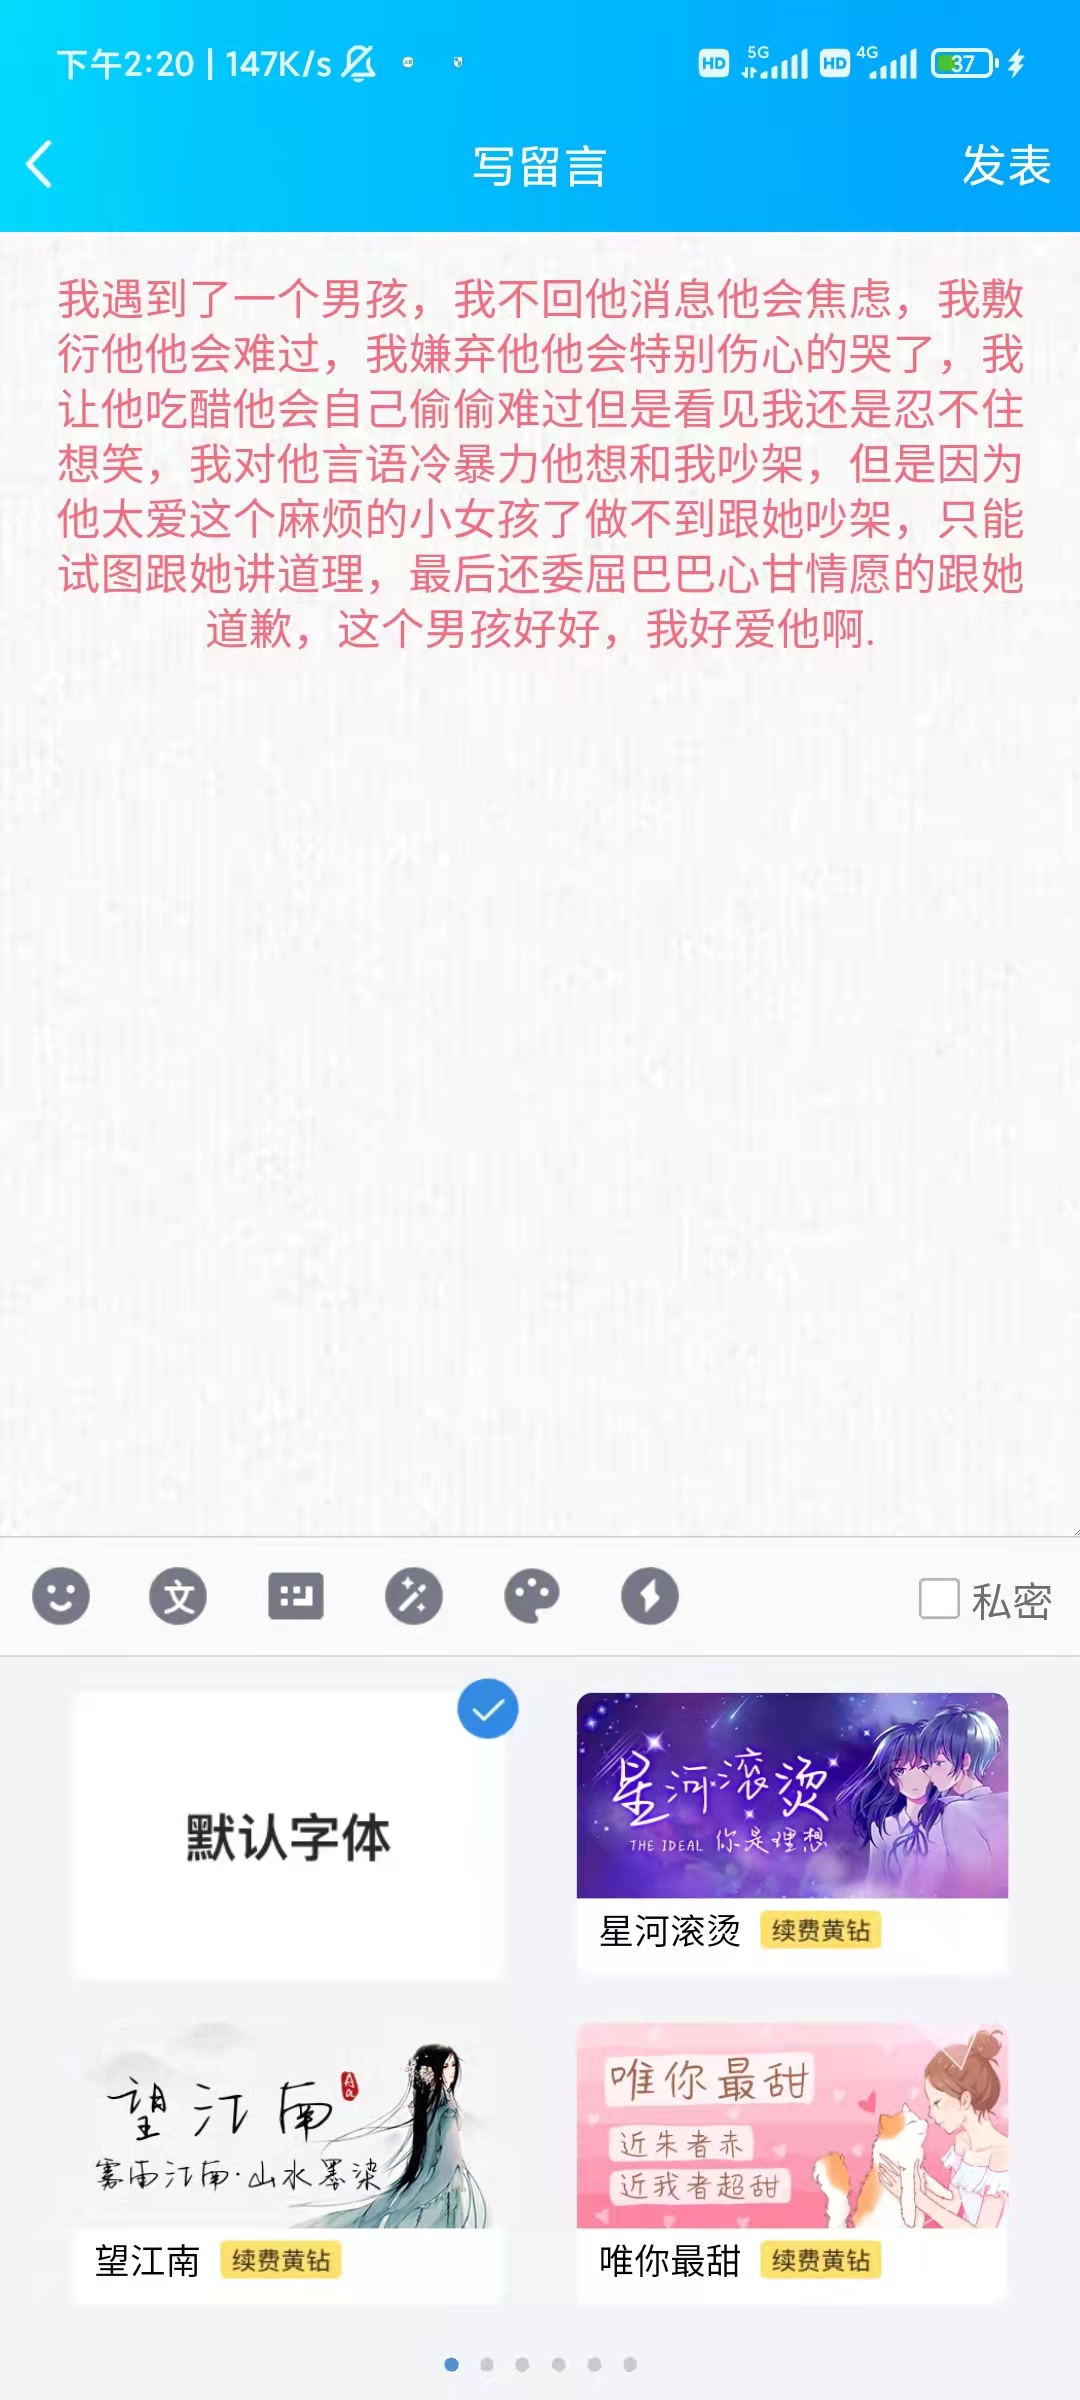 下午2:20 | 147K/s
HD 5G HD 4G 37
写留言
发表
我遇到了一个男孩，我不回他消息他会焦虑，我敷
衍他他会难过，我嫌弃他他会特别伤心的哭了，我
让他吃醋他会自己偷偷难过但是看见我还是忍不住
想笑，我对他言语冷暴力他想和我吵架，但是因为
他太爱这个麻烦的小女孩了做不到跟她吵架，只能
试图跟她讲道理，最后还委屈巴巴心甘情愿的跟她
道歉，这个男孩好好，我好爱他啊.
文
私密
默认字体
星河滚烫
THE IDEAL 你是理想
星河滚烫 续费黄钻
望江南
Aa
雾雨江南·山水墨染
望江南 续费黄钻
唯你最甜
近朱者赤
近我者超甜
唯你最甜 续费黄钻